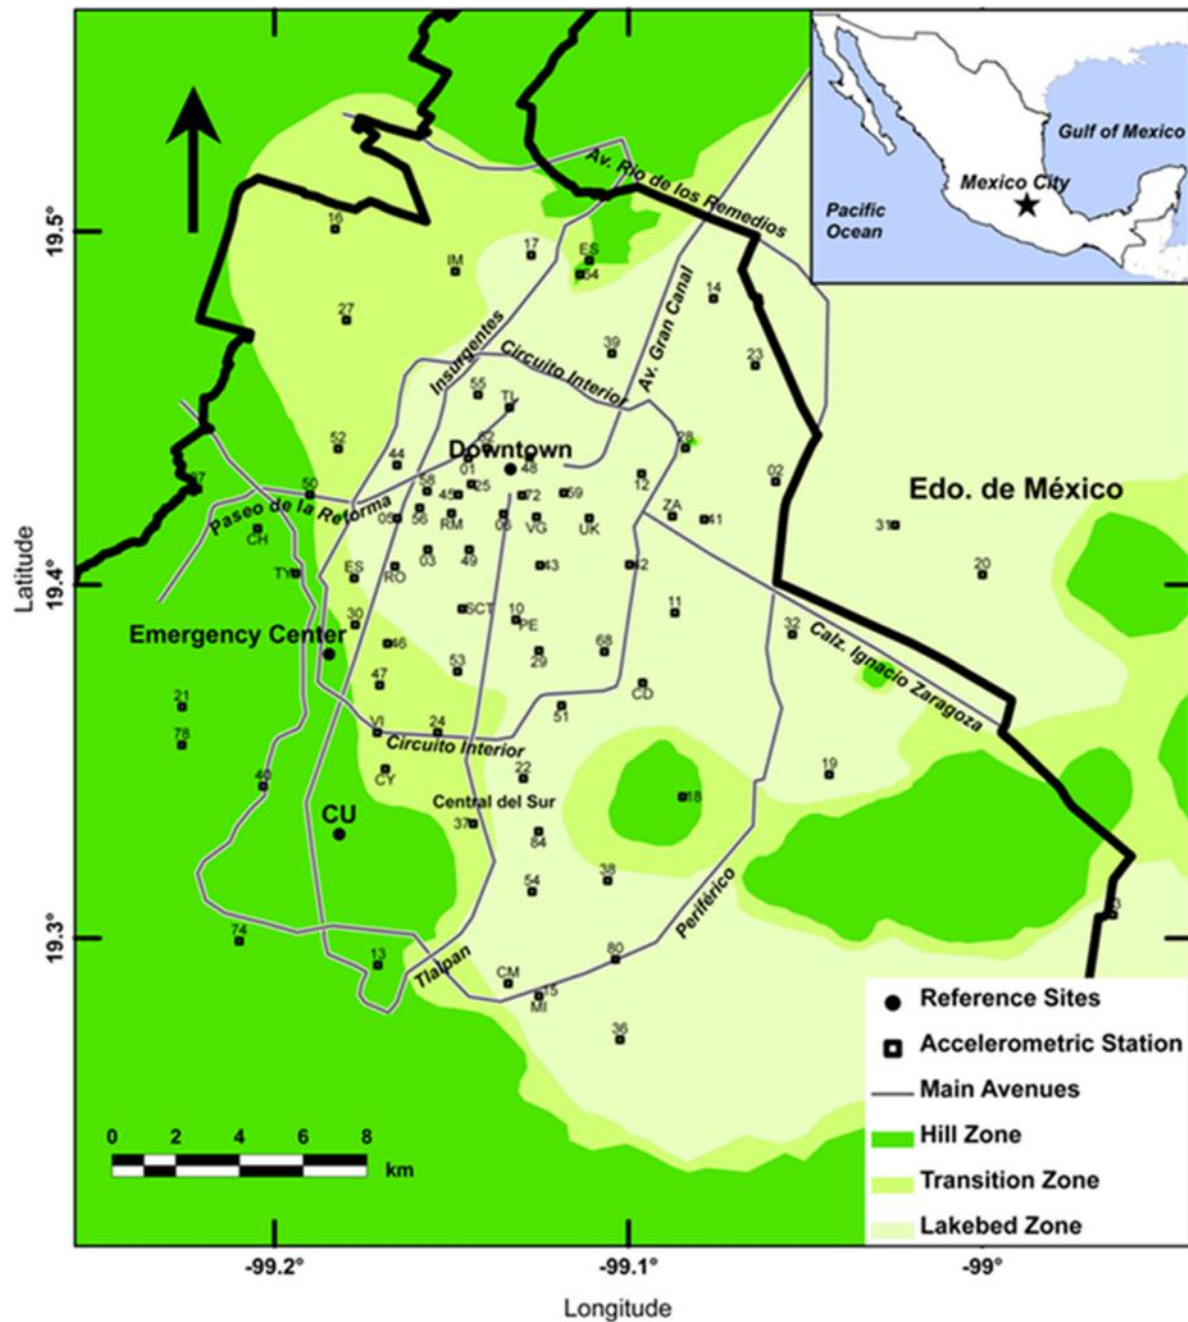 Gulf of Mexico
Mexico City
Pacific
Ocean
Av. Rio de los Remedios
16
17
ES
IM
64
14
27
Av. Gran Canal
Insurgentes
39
23
Circuito Interior
55
TL
52
44
62
28
Downtown
01
48
02
50
58
45
25
72
59
12
Edo. de México
Paseo de la Reforma
05
56
RM
06
VG
UK
ZA
41
31
CH
03
49
TY
ES
RO
43
42
20
SCT
10
PE
11
30
Emergency Center
46
29
68
32
Calz. Ignacio Zaragoza
47
53
CD
21
51
VI
24
78
Circuito Interior
CY
22
19
40
Central del Sur
18
CU
37
84
38
54
Periférico
74
13
Tlalpan
80
CM
15
MI
36
Reference Sites
Accelerometric Station
Main Avenues
Hill Zone
Transition Zone
Lakebed Zone
0 2 4 6 8
km
19.5°
19.4°
19.3°
Latitude
-99.2° -99.1° -99°
Longitude